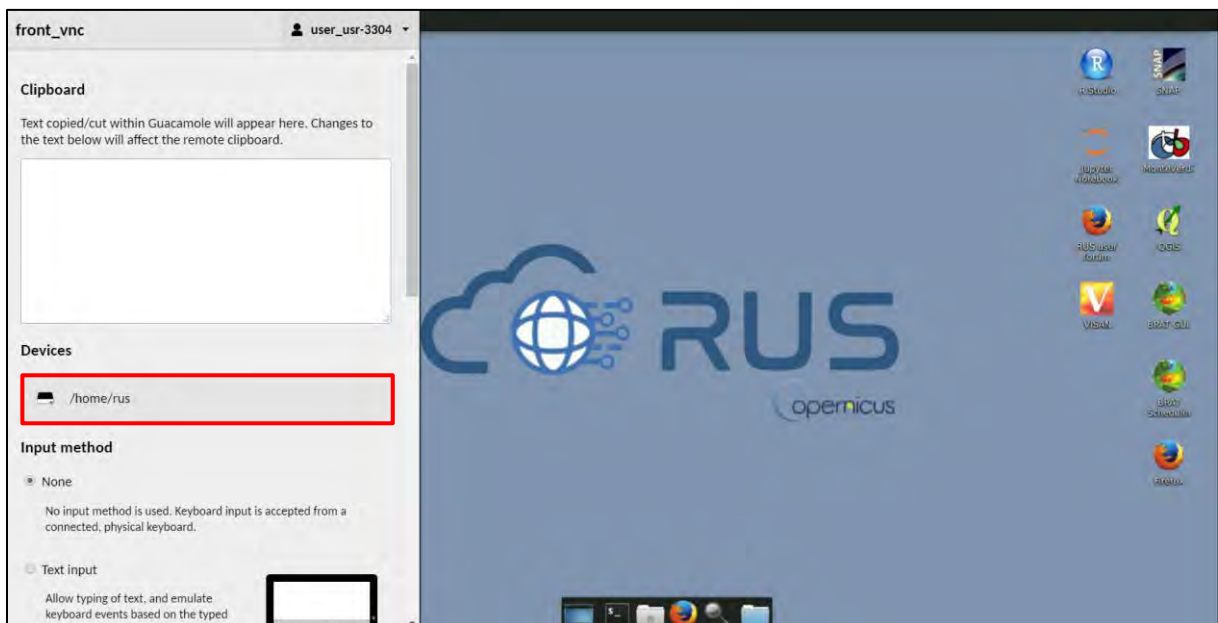 front_vnc
user_usr-3304
Clipboard
Text copied/cut within Guacamole will appear here. Changes to
the text below will affect the remote clipboard.
Devices
/home/rus
Input method
None
No input method is used. Keyboard input is accepted from a
connected, physical keyboard.
Text input
Allow typing of text, and emulate
keyboard events based on the typed
R Studio
SNAP
SNAP
Jupyter
Notebook
Monteverdi
RUS user
forum
QGIS
VISAN
BRAT GUI
BRAT
Scheduler
Firefox
RUS
opernicus